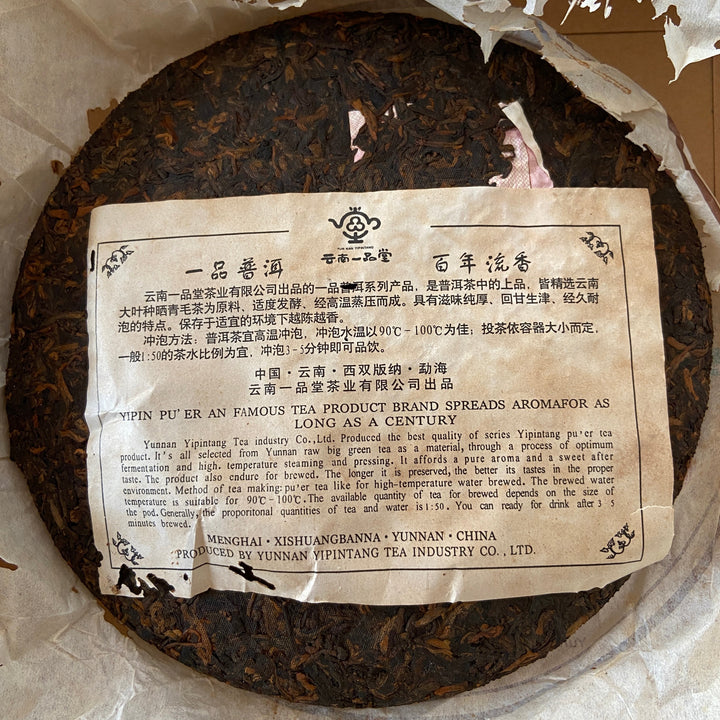 YUN NAN YIPINTANG
云南一品堂
一品普洱 百年流香
云南一品堂茶业有限公司出品的一品普洱系列产品，是普洱茶中的上品，皆精选云南
大叶种晒青毛茶为原料、适度发酵、经高温蒸压而成。具有滋味纯厚、回甘生津、经久耐
泡的特点。保存于适宜的环境下越陈越香。
冲泡方法：普洱茶宜高温冲泡，冲泡水温以90℃－100℃为佳；投茶依容器大小而定，
一般1:50的茶水比例为宜，冲泡3-5分钟即可品饮。
中国·云南·西双版纳·勐海
云南一品堂茶业有限公司出品
YIPIN PU'ER AN FAMOUS TEA PRODUCT BRAND SPREADS AROMAFOR AS
LONG AS A CENTURY
Yunnan Yipintang Tea industry Co.,Ltd. Produced the best quality of series Yipintang pu'er tea
product. It's all selected from Yunnan raw big green tea as a material, through a process of optimum
fermentation and high. temperature steaming and pressing. It affords a pure aroma and a sweet after
taste. The product also endure for brewed. The longer it is preserved, the better its tastes in the proper
environment. Method of tea making: pu'er tea like for high-temperature water brewed. The brewed water
temperature is suitable for 90℃-100℃. The available quantity of tea for brewed depends on the size of
the pod. Generally, the proporitonal quantities of tea and water is 1:50. You can ready for drink after 3 5
minutes brewed.
MENGHAI·XISHUANGBANNA·YUNNAN·CHINA
PRODUCED BY YUNNAN YIPINTANG TEA INDUSTRY CO., LTD.